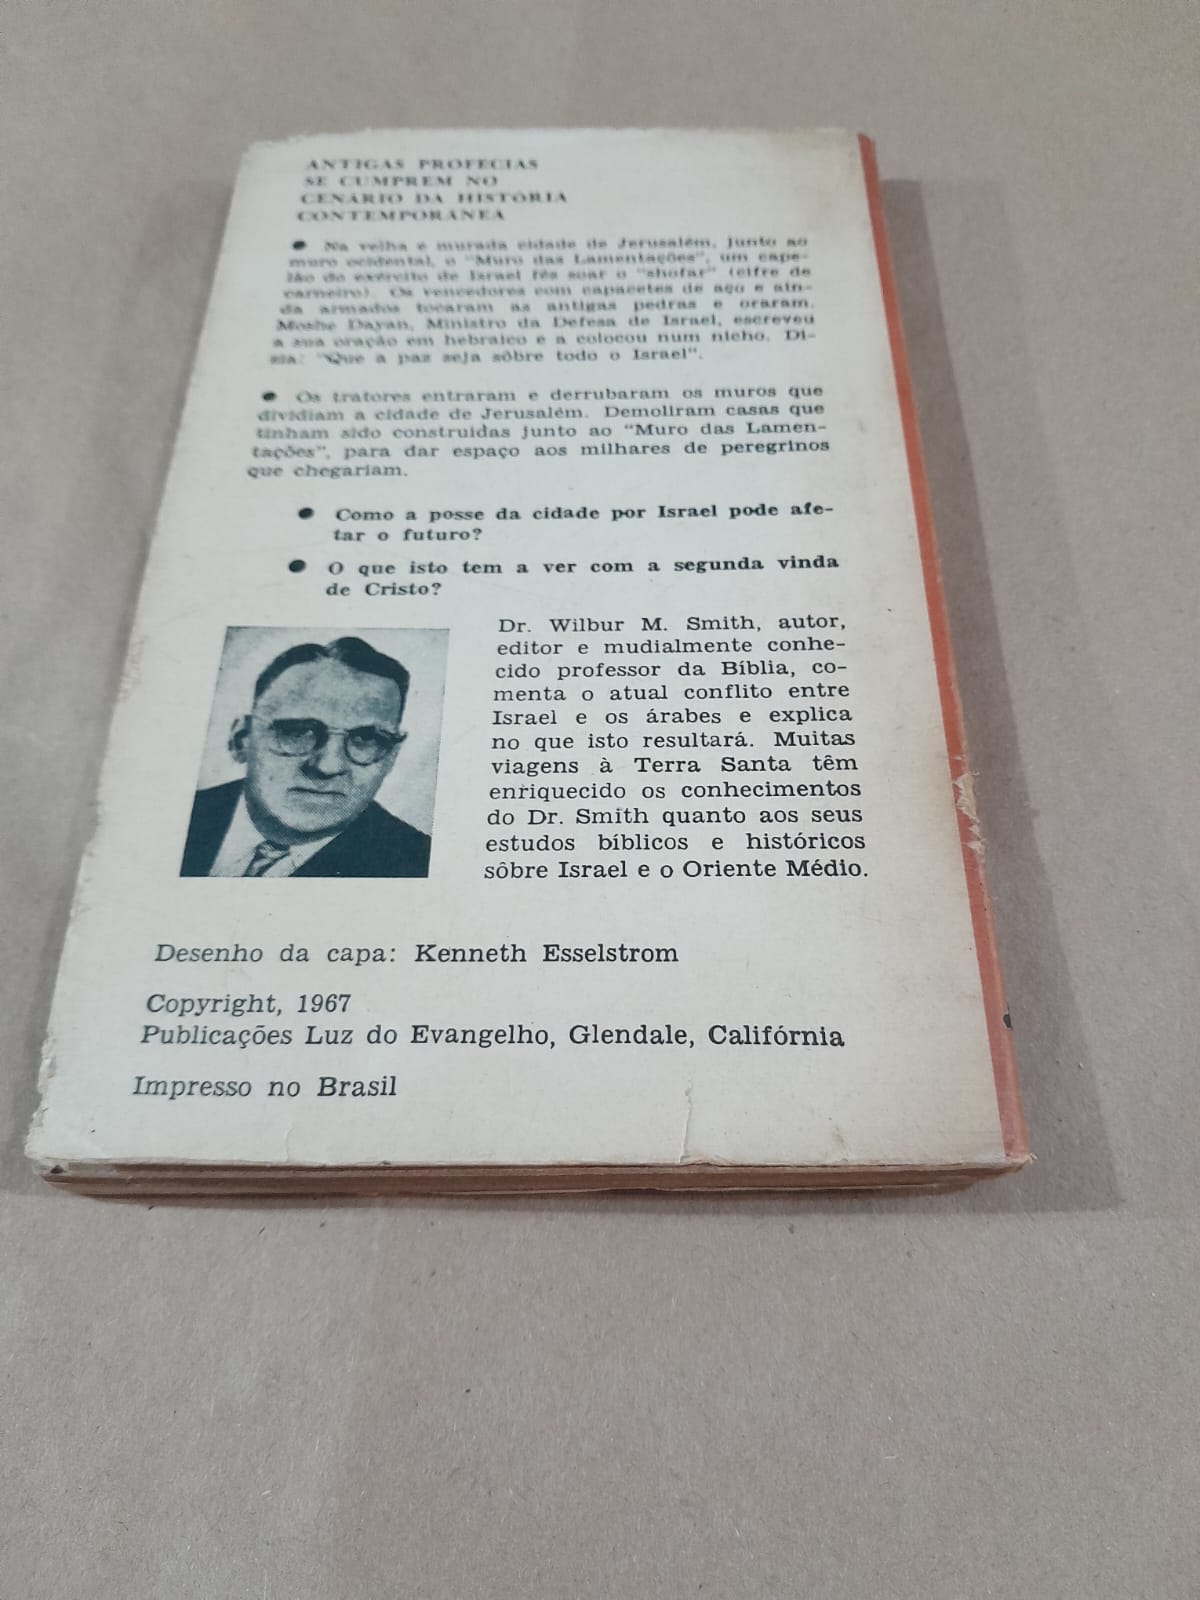 ANTIGAS PROFECIAS
SE CUMPREM NO
CENÁRIO DA HISTÓRIA
CONTEMPORÂNEA
● Na velha e murada cidade de Jerusalém, junto ao
muro ocidental, o "Muro das Lamentações", um cape-
lão do exército de Israel fês soar o "shofar" (cifre de
carneiro). Os vencedores com capacetes de aço e ain-
da armados tocaram as antigas pedras e oraram.
Moshe Dayan, Ministro da Defesa de Israel, escreveu
a sua oração em hebraico e a colocou num nicho. Di-
zia: "Que a paz seja sôbre todo o Israel".
● Os tratores entraram e derrubaram os muros que
dividiam a cidade de Jerusalém. Demoliram casas que
tinham sido construidas junto ao "Muro das Lamen-
tações", para dar espaço aos milhares de peregrinos
que chegariam.
● Como a posse da cidade por Israel pode afe-
tar o futuro?
● O que isto tem a ver com a segunda vinda
de Cristo?
Dr. Wilbur M. Smith, autor,
editor e mudialmente conhe-
cido professor da Bíblia, co-
menta o atual conflito entre
Israel e os árabes e explica
no que isto resultará. Muitas
viagens à Terra Santa têm
enriquecido os conhecimentos
do Dr. Smith quanto aos seus
estudos bíblicos e históricos
sôbre Israel e o Oriente Médio.
Desenho da capa: Kenneth Esselstrom
Copyright, 1967
Publicações Luz do Evangelho, Glendale, Califórnia
Impresso no Brasil